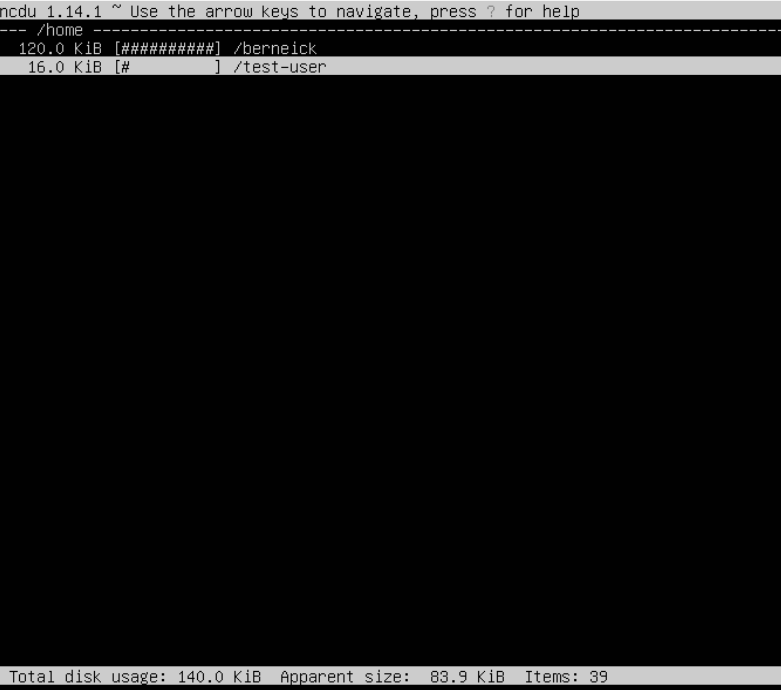 ncdu 1.14.1 ~ Use the arrow keys to navigate, press ? for help
--- /home ---------------------------------------------------------------------------
  120.0 KiB [##########] /berneick
   16.0 KiB [#         ] /test-user
 Total disk usage: 140.0 KiB  Apparent size:  83.9 KiB  Items: 39